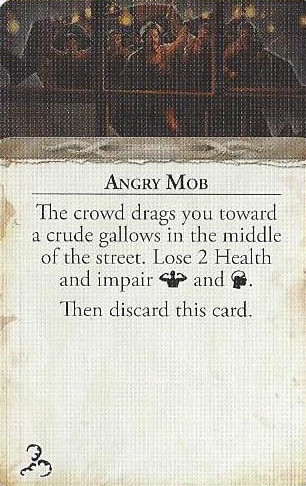 Angry Mob
The crowd drags you toward
a crude gallows in the middle
of the street. Lose 2 Health
and impair and .
Then discard this card.